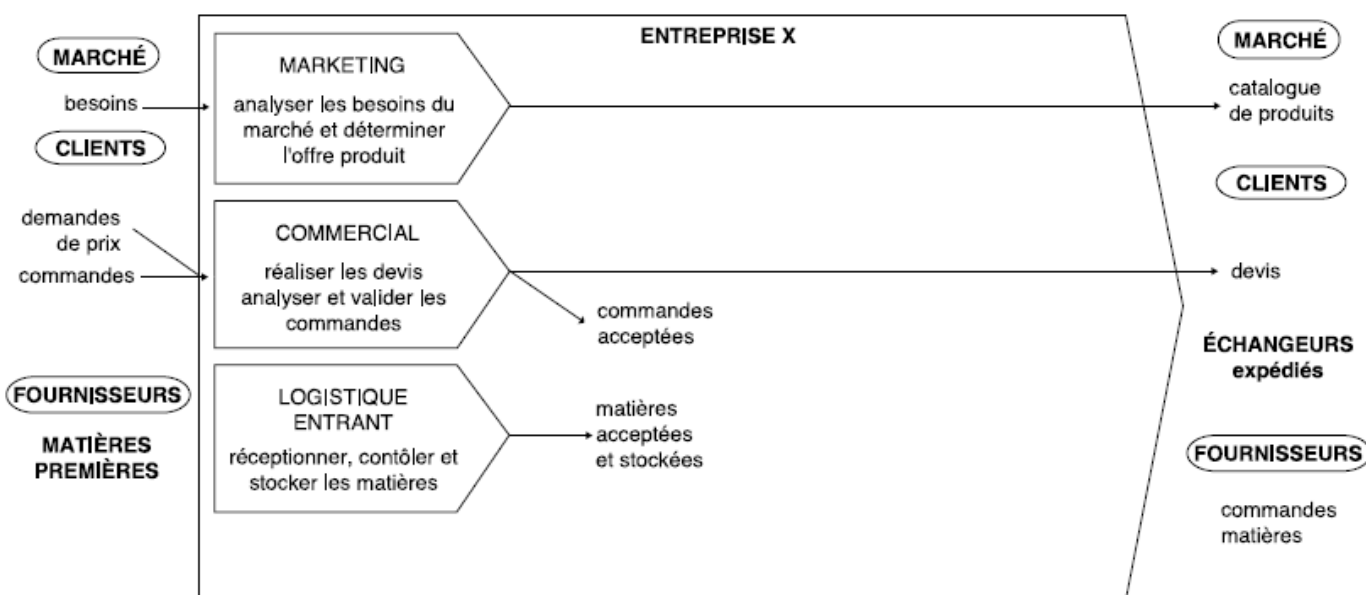 ENTREPRISE X
MARCHÉ
besoins
CLIENTS
demandes
de prix
commandes
FOURNISSEURS
MATIÈRES
PREMIÈRES
MARKETING
analyser les besoins du
marché et déterminer
l'offre produit
COMMERCIAL
réaliser les devis
analyser et valider les
commandes
commandes
acceptées
LOGISTIQUE
ENTRANT
réceptionner, contôler et
stocker les matières
matières
acceptées
et stockées
MARCHÉ
catalogue
de produits
CLIENTS
devis
ÉCHANGEURS
expédiés
FOURNISSEURS
commandes
matières